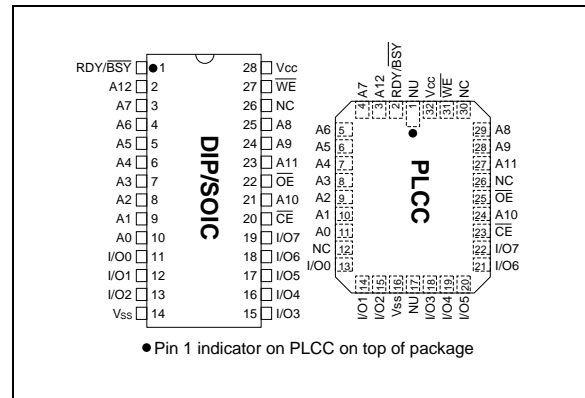 RDY/BSY 1 28 Vcc
A12 2 27 WE
A7 3 26 NC
A6 4 25 A8
A5 5 24 A9
A4 6 23 A11
A3 7 22 OE
A2 8 21 A10
A1 9 20 CE
A0 10 19 I/O7
I/O0 11 18 I/O6
I/O1 12 17 I/O5
I/O2 13 16 I/O4
Vss 14 15 I/O3
DIP/SOIC
A7 A12 RDY/BSY NU Vcc WE NC
4 3 2 1 32 31 30
A6 5 29 A8
A5 6 28 A9
A4 7 27 A11
A3 8 26 NC
A2 9 25 OE
A1 10 24 A10
A0 11 23 CE
NC 12 22 I/O7
I/O0 13 21 I/O6
PLCC
14 15 16 17 18 19 20
I/O1 I/O2 Vss NU I/O3 I/O4 I/O5
● Pin 1 indicator on PLCC on top of package